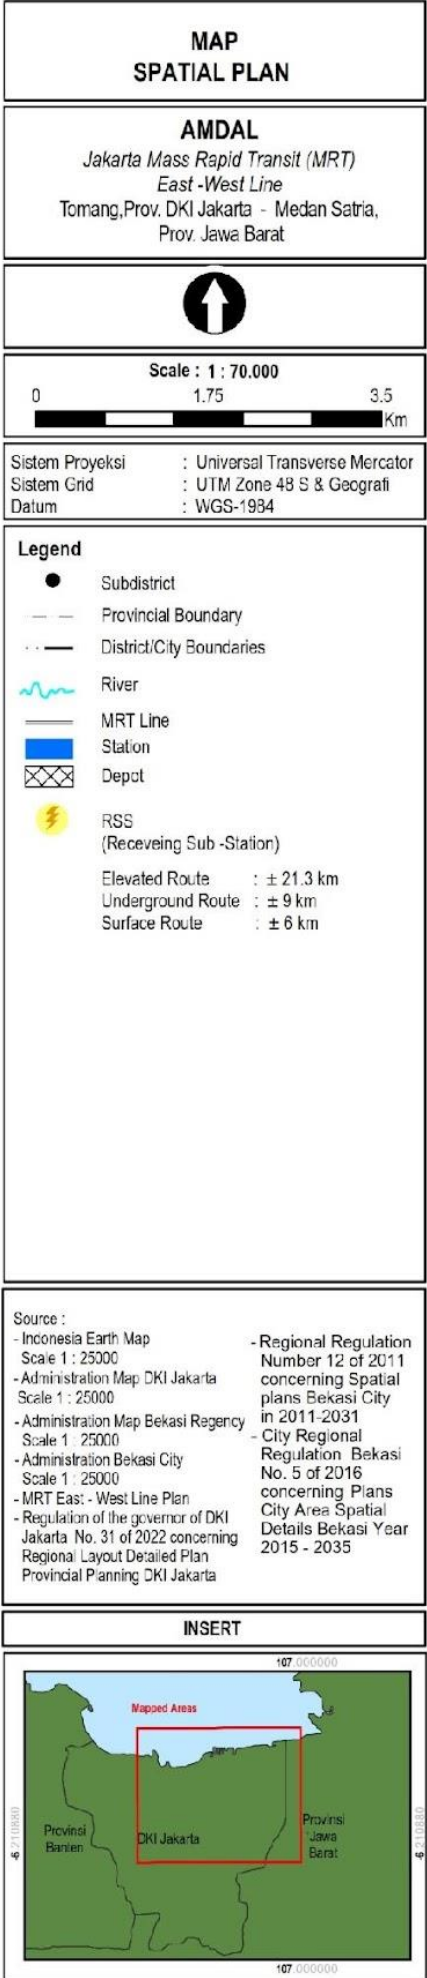 MAP
SPATIAL PLAN
AMDAL
Jakarta Mass Rapid Transit (MRT)
East -West Line
Tomang,Prov. DKI Jakarta - Medan Satria,
Prov. Jawa Barat
Scale : 1 : 70.000
0 1.75 3.5
Km
Sistem Proyeksi : Universal Transverse Mercator
Sistem Grid : UTM Zone 48 S & Geografi
Datum : WGS-1984
Legend
Subdistrict
Provincial Boundary
District/City Boundaries
River
MRT Line
Station
Depot
RSS
(Receveing Sub -Station)
Elevated Route : ± 21.3 km
Underground Route : ± 9 km
Surface Route : ± 6 km
Source :
- Indonesia Earth Map
Scale 1 : 25000
- Administration Map DKI Jakarta
Scale 1 : 25000
- Administration Map Bekasi Regency
Scale 1 : 25000
- Administration Bekasi City
Scale 1 : 25000
- MRT East - West Line Plan
- Regulation of the governor of DKI
Jakarta No. 31 of 2022 concerning
Regional Layout Detailed Plan
Provincial Planning DKI Jakarta
- Regional Regulation
Number 12 of 2011
concerning Spatial
plans Bekasi City
in 2011-2031
- City Regional
Regulation Bekasi
No. 5 of 2016
concerning Plans
City Area Spatial
Details Bekasi Year
2015 - 2035
INSERT
107.000000
Mapped Areas
-6.210880
Provinsi
Banten
DKI Jakarta
Provinsi
Jawa
Barat
-6.210880
107.000000